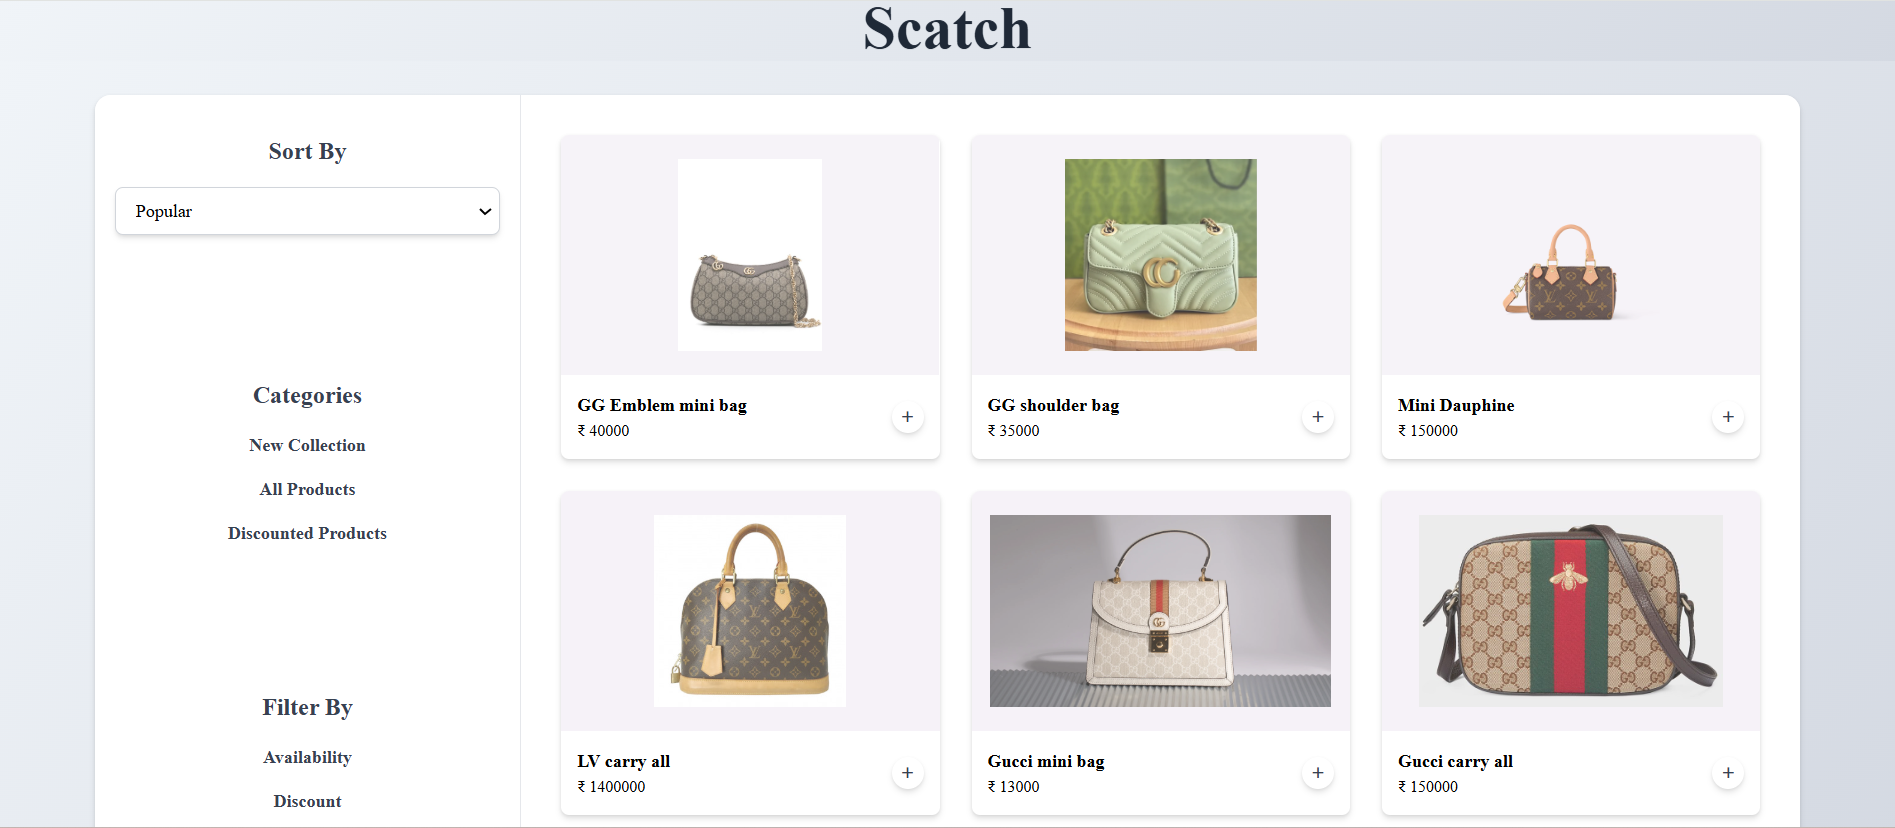 Scatch
Sort By
Popular
Categories
New Collection
All Products
Discounted Products
Filter By
Availability
Discount
GG Emblem mini bag
₹ 40000
+
GG shoulder bag
₹ 35000
+
Mini Dauphine
₹ 150000
+
LV carry all
₹ 1400000
+
Gucci mini bag
₹ 13000
+
Gucci carry all
₹ 150000
+